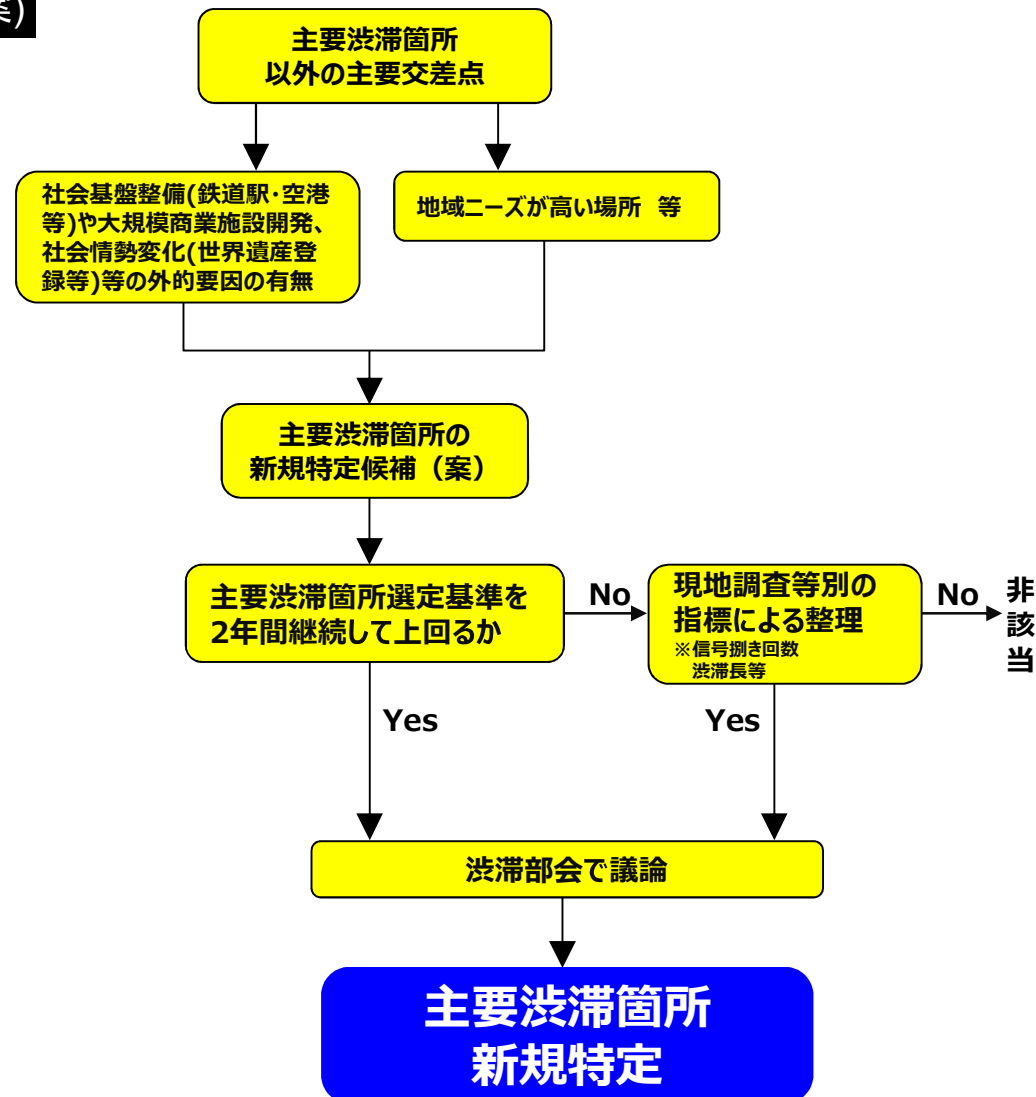 案)
主要渋滞箇所
以外の主要交差点
社会基盤整備(鉄道駅・空港
等)や大規模商業施設開発、
社会情勢変化(世界遺産登
録等)等の外的要因の有無
地域ニーズが高い場所 等
主要渋滞箇所の
新規特定候補（案）
主要渋滞箇所選定基準を
2年間継続して上回るか
No
現地調査等別の
指標による整理
※信号捌き回数
渋滞長等
No
非
該
当
Yes
Yes
渋滞部会で議論
主要渋滞箇所
新規特定